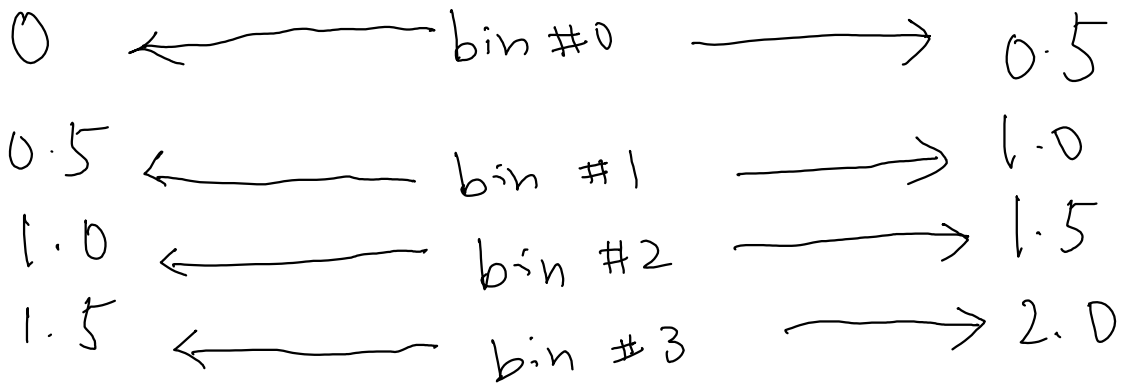 0 ← bin #0 → 0.5
0.5 ← bin #1 → 1.0
1.0 ← bin #2 → 1.5
1.5 ← bin #3 → 2.0